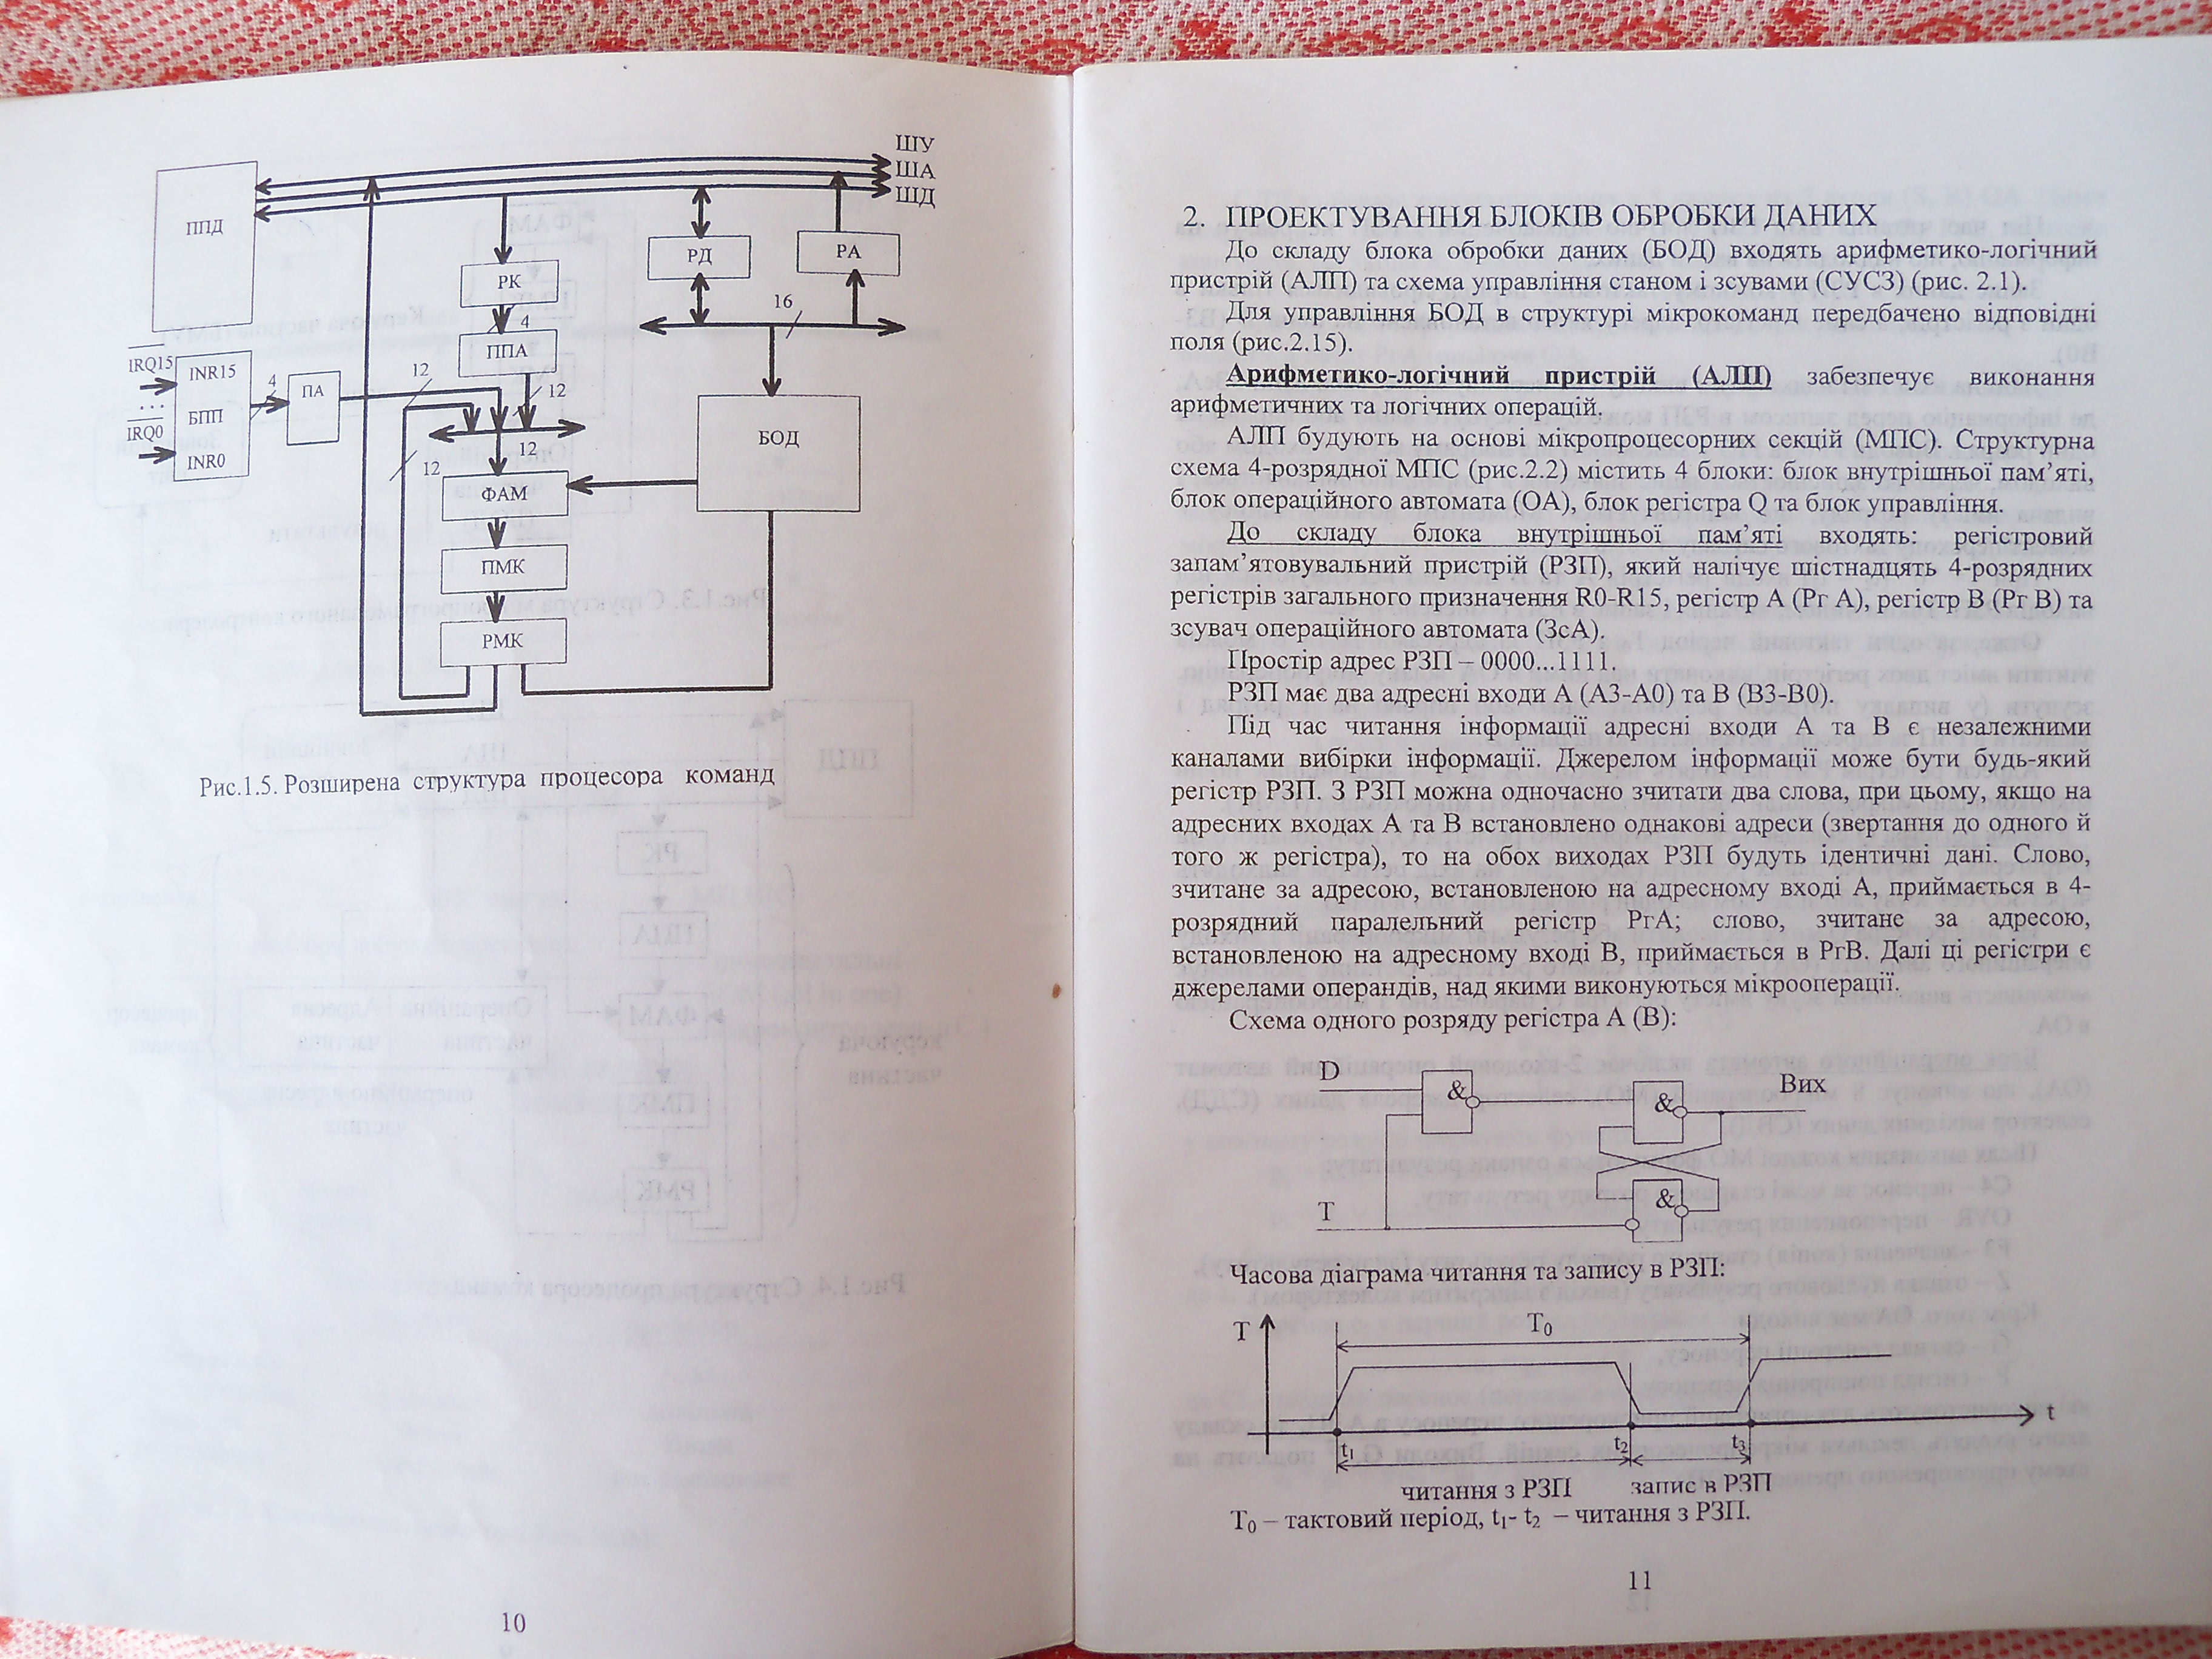 ШУ
ША
ШД
ППД
РК
4
ППА
РД
РА
16
IRQ15
...
IRQ0
INR15
БПП
INR0
4
ПА
12
12
12
12
БОД
ФАМ
ПМК
РМК
Рис.1.5. Розширена структура процесора команд
10
2. ПРОЕКТУВАННЯ БЛОКІВ ОБРОБКИ ДАНИХ
До складу блока обробки даних (БОД) входять арифметико-логічний
пристрій (АЛП) та схема управління станом і зсувами (СУСЗ) (рис. 2.1).
Для управління БОД в структурі мікрокоманд передбачено відповідні
поля (рис.2.15).
Арифметико-логічний пристрій (АЛП) забезпечує виконання
арифметичних та логічних операцій.
АЛП будують на основі мікропроцесорних секцій (МПС). Структурна
схема 4-розрядної МПС (рис.2.2) містить 4 блоки: блок внутрішньої пам’яті,
блок операційного автомата (ОА), блок регістра Q та блок управління.
До складу блока внутрішньої пам’яті входять: регістровий
запам’ятовувальний пристрій (РЗП), який налічує шістнадцять 4-розрядних
регістрів загального призначення R0-R15, регістр А (Рг А), регістр В (Рг В) та
зсувач операційного автомата (ЗсА).
Простір адрес РЗП – 0000...1111.
РЗП має два адресні входи А (А3-А0) та В (В3-В0).
Під час читання інформації адресні входи А та В є незалежними
каналами вибірки інформації. Джерелом інформації може бути будь-який
регістр РЗП. З РЗП можна одночасно зчитати два слова, при цьому, якщо на
адресних входах А та В встановлено однакові адреси (звертання до одного й
того ж регістра), то на обох виходах РЗП будуть ідентичні дані. Слово,
зчитане за адресою, встановленою на адресному вході А, приймається в 4-
розрядний паралельний регістр РгА; слово, зчитане за адресою,
встановленою на адресному вході В, приймається в РгВ. Далі ці регістри є
джерелами операндів, над якими виконуються мікрооперації.
Схема одного розряду регістра А (В):
D
&
&
Вих
&
T
Часова діаграма читання та запису в РЗП:
T
T0
t
t1
t2
t3
читання з РЗП
запис в РЗП
T0 – тактовий період, t1- t2 – читання з РЗП.
11